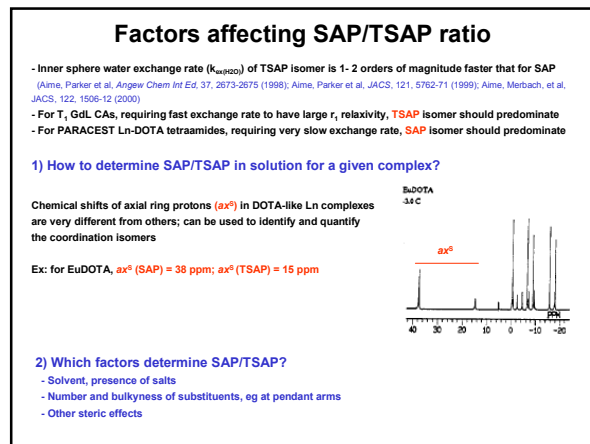 Factors affecting SAP/TSAP ratio
- Inner sphere water exchange rate (kex(H2O)) of TSAP isomer is 1- 2 orders of magnitude faster that for SAP
(Aime, Parker et al, Angew Chem Int Ed, 37, 2673-2675 (1998); Aime, Parker et al, JACS, 121, 5762-71 (1999); Aime, Merbach, et al,
JACS, 122, 1506-12 (2000)
- For T1 GdL CAs, requiring fast exchange rate to have large r1 relaxivity, TSAP isomer should predominate
- For PARACEST Ln-DOTA tetraamides, requiring very slow exchange rate, SAP isomer should predominate
1) How to determine SAP/TSAP in solution for a given complex?
Chemical shifts of axial ring protons (axS) in DOTA-like Ln complexes
are very different from others; can be used to identify and quantify
the coordination isomers
Ex: for EuDOTA, axS (SAP) = 38 ppm; axS (TSAP) = 15 ppm
EuDOTA
-3.0 C
axS
PPM
40 30 20 10 0 -10 -20
2) Which factors determine SAP/TSAP?
- Solvent, presence of salts
- Number and bulkyness of substituents, eg at pendant arms
- Other steric effects